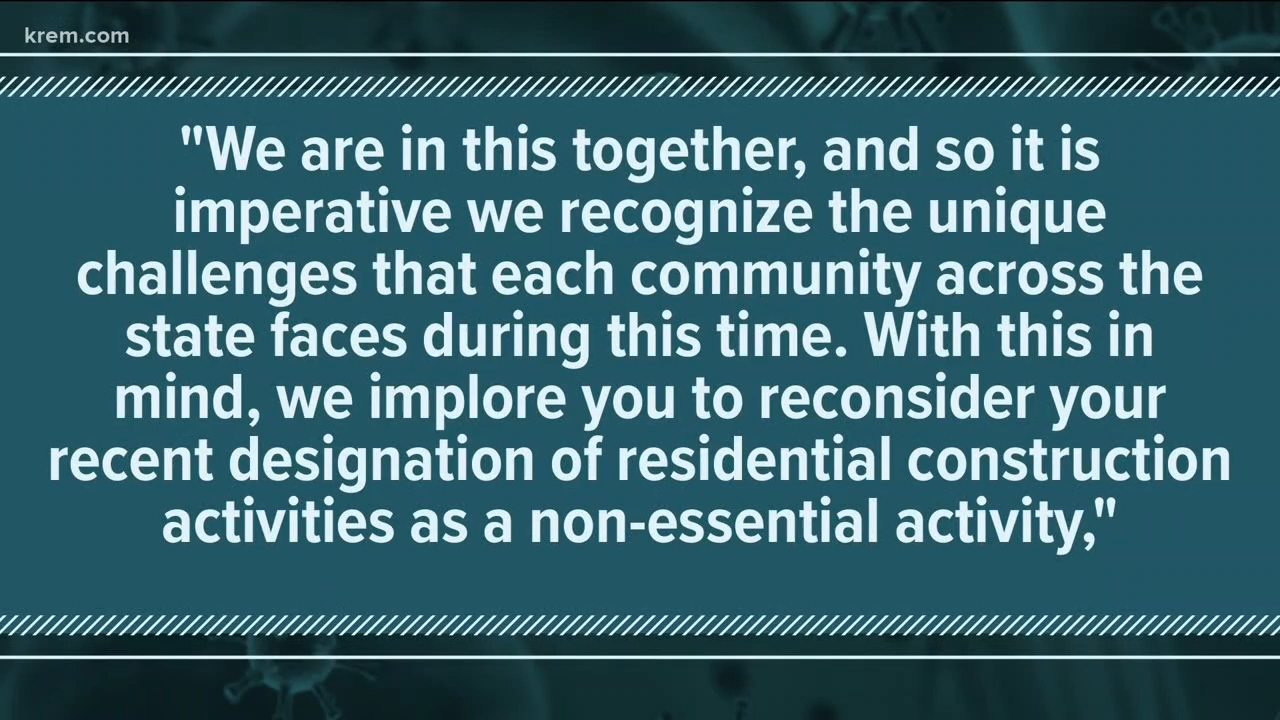 krem.com
"We are in this together, and so it is
imperative we recognize the unique
challenges that each community across the
state faces during this time. With this in
mind, we implore you to reconsider your
recent designation of residential construction
activities as a non-essential activity,"